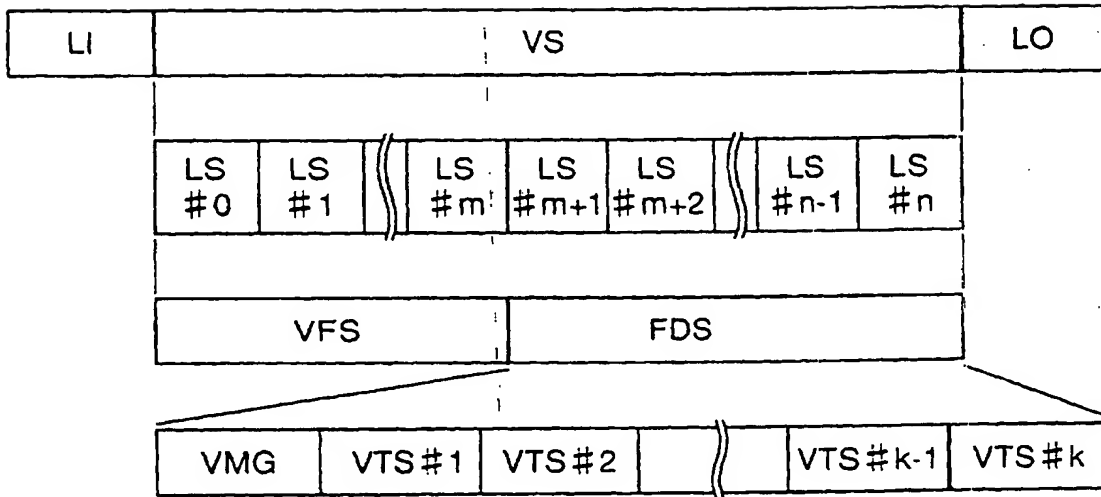 LI VS LO
LS #0 LS #1 LS #m LS #m+1 LS #m+2 LS #n-1 LS #n
VFS FDS
VMG VTS#1 VTS#2 VTS#k-1 VTS#k